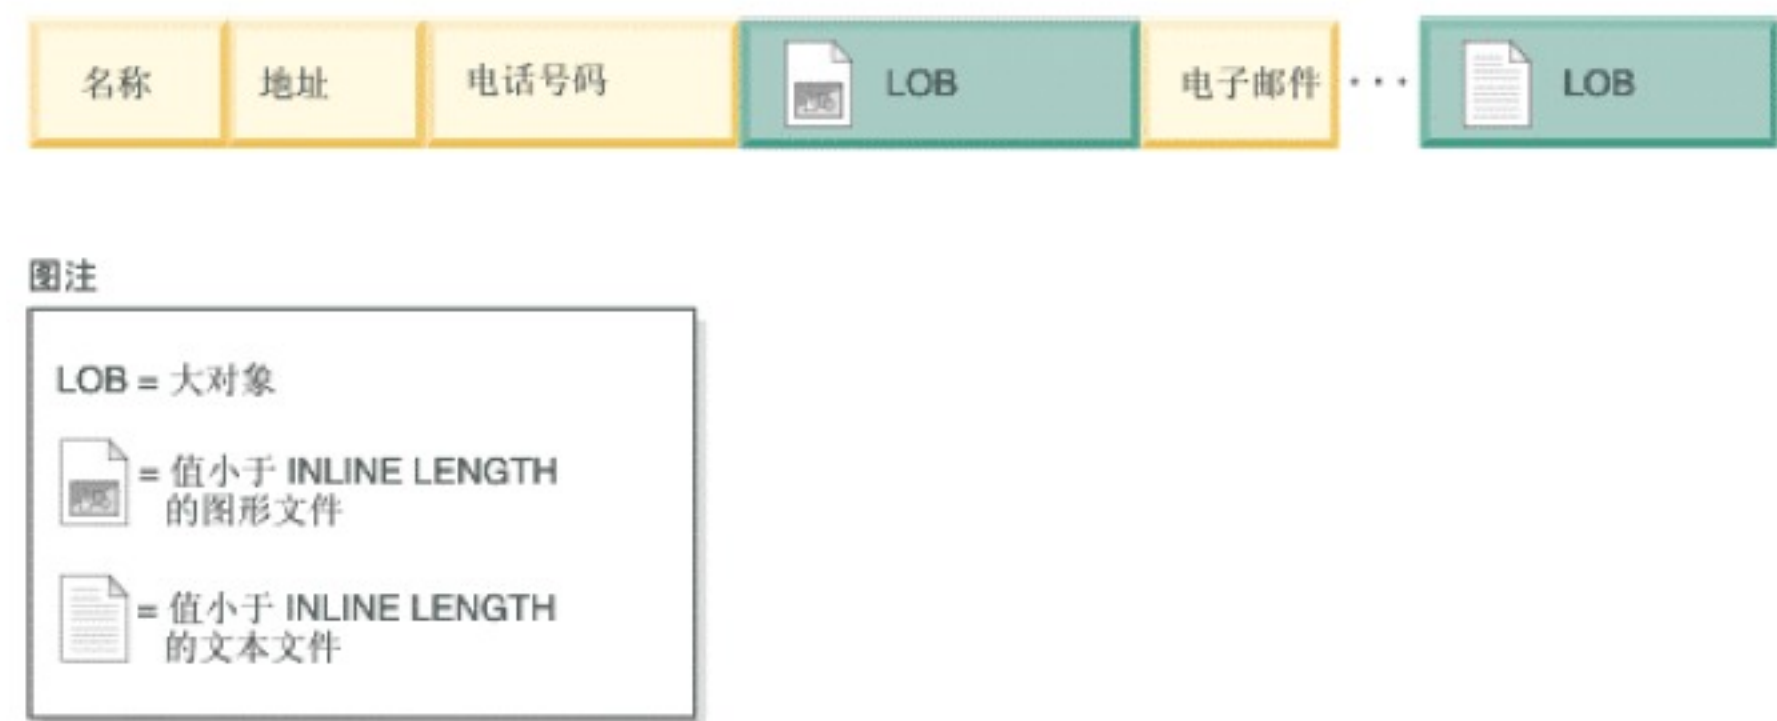 名称 地址 电话号码 LOB 电子邮件 ··· LOB
图注
LOB = 大对象
= 值小于 INLINE LENGTH
的图形文件
= 值小于 INLINE LENGTH
的文本文件